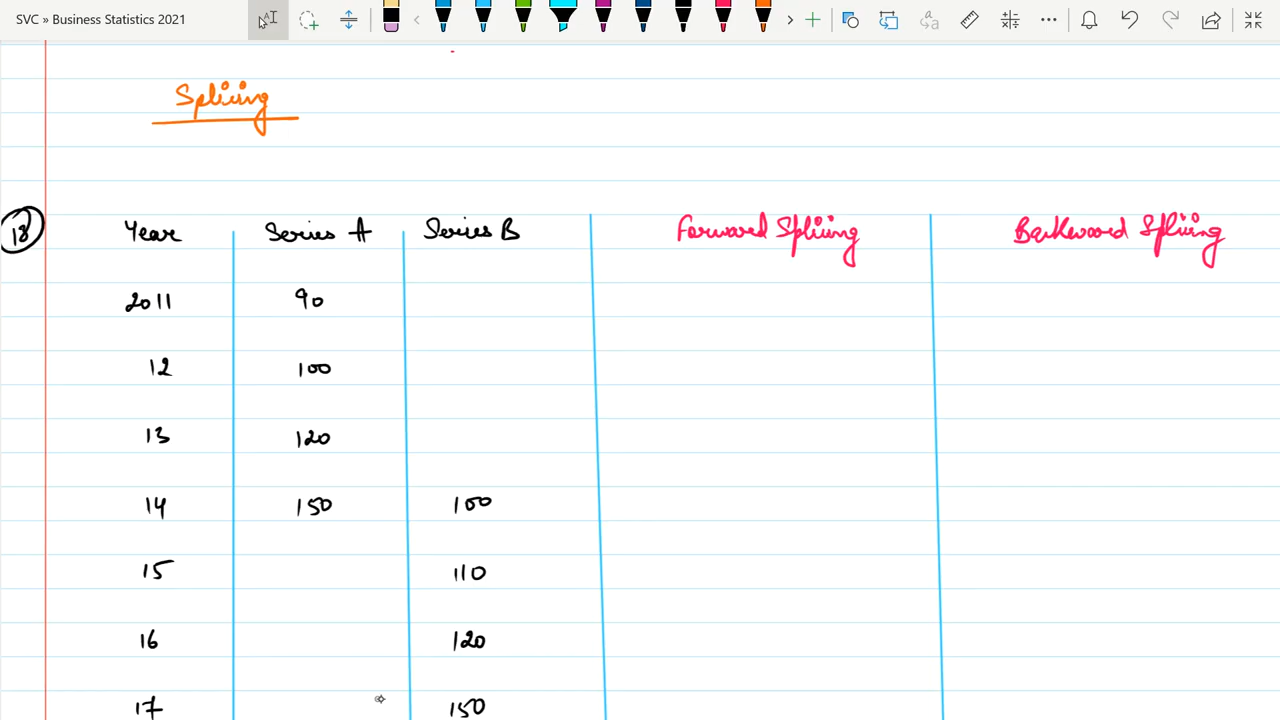 SVC » Business Statistics 2021
Splicing
18 Year Series A Series B Forward Splicing Backward Splicing
2011 90
12 100
13 120
14 150 100
15 110
16 120
17 150